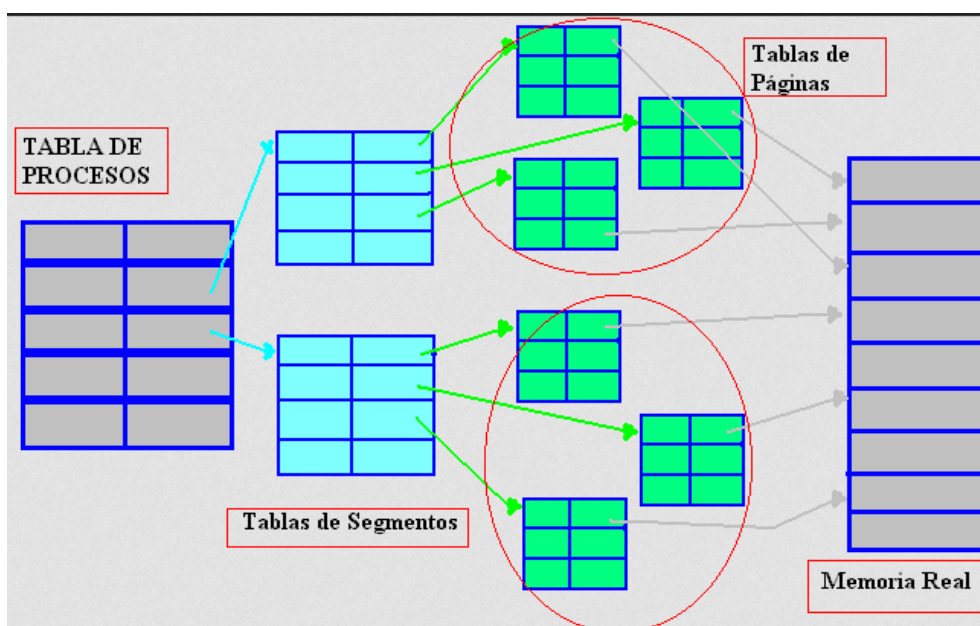 Tablas de
Páginas
TABLA DE
PROCESOS
Tablas de Segmentos
Memoria Real